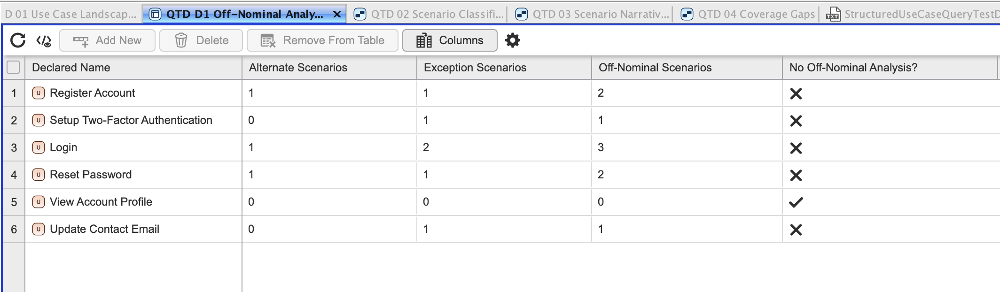 D 01 Use Case Landscap... QTD D1 Off-Nominal Analy... QTD 02 Scenario Classifi... QTD 03 Scenario Narrativ... QTD 04 Coverage Gaps TXT StructuredUseCaseQueryTestD
Add New Delete Remove From Table Columns
Declared Name Alternate Scenarios Exception Scenarios Off-Nominal Scenarios No Off-Nominal Analysis?
1 U Register Account 1 1 2
2 U Setup Two-Factor Authentication 0 1 1
3 U Login 1 2 3
4 U Reset Password 1 1 2
5 U View Account Profile 0 0 0
6 U Update Contact Email 0 1 1